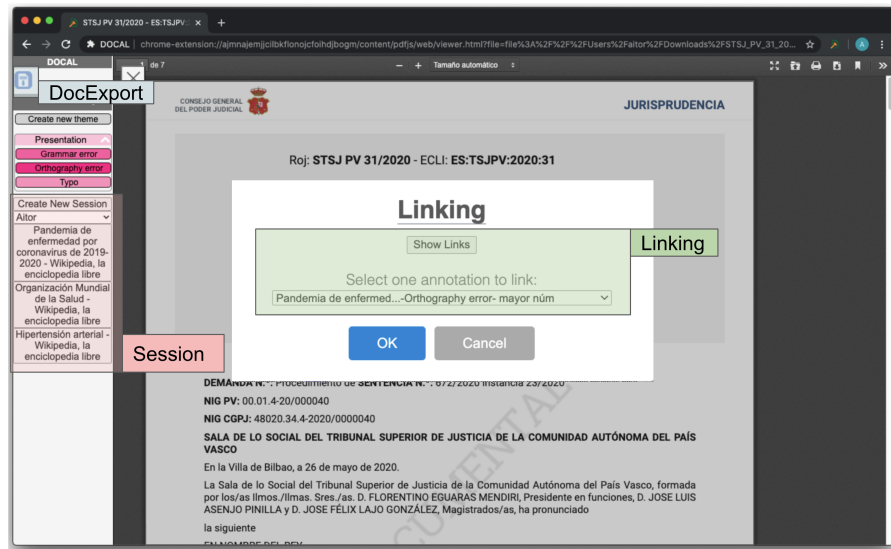 STSJ PV 31/2020 - ES:TSJPV:2
DOCAL | chrome-extension://ajmnajemjjcilbkflonojcfoihdjbogm/content/pdfjs/web/viewer.html?file=file%3A%2F%2F%2FUsers%2Faitor%2FDownloads%2FSTSJ_PV_31_20...
A
DOCAL
de 7
Tamaño automático
DocExport
Create new theme
Presentation
Grammar error
Orthography error
Typo
Create New Session
Aitor
Pandemia de
enfermedad por
coronavirus de 2019-
2020 - Wikipedia, la
enciclopedia libre
Organización Mundial
de la Salud -
Wikipedia, la
enciclopedia libre
Hipertensión arterial -
Wikipedia, la
enciclopedia libre
Session
CONSEJO GENERAL
DEL PODER JUDICIAL
JURISPRUDENCIA
Roj: STSJ PV 31/2020 - ECLI: ES:TSJPV:2020:31
Linking
Show Links
Linking
Select one annotation to link:
Pandemia de enfermed...-Orthography error- mayor núm
OK
Cancel
DEMANDA N.º: Procedimiento de SENTENCIA N.º: 672/2020 Instancia 23/2020
NIG PV: 00.01.4-20/000040
NIG CGPJ: 48020.34.4-2020/0000040
SALA DE LO SOCIAL DEL TRIBUNAL SUPERIOR DE JUSTICIA DE LA COMUNIDAD AUTÓNOMA DEL PAÍS
VASCO
En la Villa de Bilbao, a 26 de mayo de 2020.
La Sala de lo Social del Tribunal Superior de Justicia de la Comunidad Autónoma del País Vasco, formada
por los/as Ilmos./Ilmas. Sres./as. D. FLORENTINO EGUARAS MENDIRI, Presidente en funciones, D. JOSE LUIS
ASENJO PINILLA y D. JOSE FÉLIX LAJO GONZÁLEZ, Magistrados/as, ha pronunciado
la siguiente
EN NOMBRE DEL REY